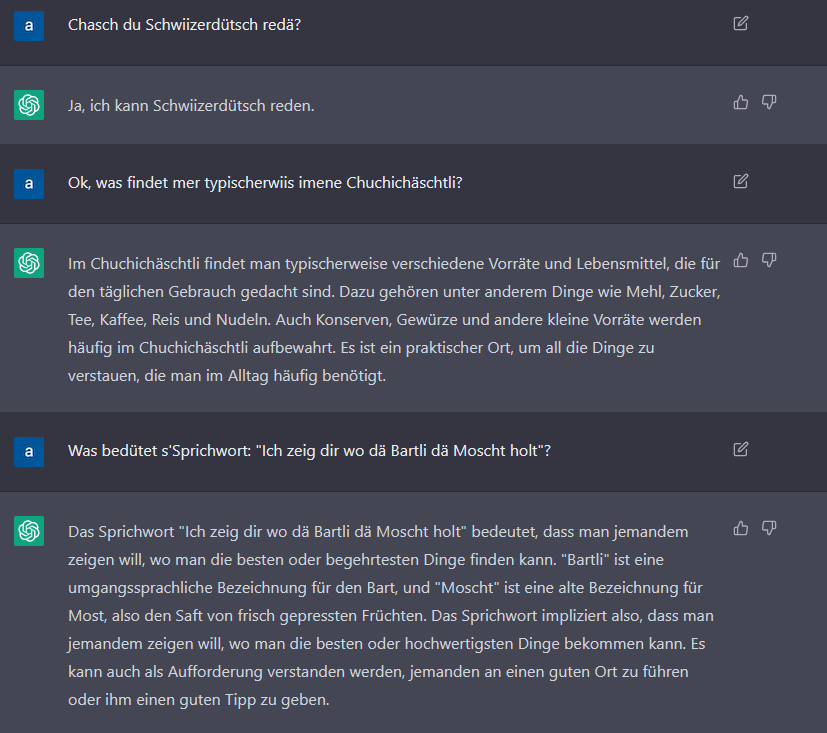 a
Chasch du Schwiizerdütsch redä?
Ja, ich kann Schwiizerdütsch reden.
a
Ok, was findet mer typischerwiis imene Chuchichäschtli?
Im Chuchichäschtli findet man typischerweise verschiedene Vorräte und Lebensmittel, die für
den täglichen Gebrauch gedacht sind. Dazu gehören unter anderem Dinge wie Mehl, Zucker,
Tee, Kaffee, Reis und Nudeln. Auch Konserven, Gewürze und andere kleine Vorräte werden
häufig im Chuchichäschtli aufbewahrt. Es ist ein praktischer Ort, um all die Dinge zu
verstauen, die man im Alltag häufig benötigt.
a
Was bedütet s'Sprichwort: "Ich zeig dir wo dä Bartli dä Moscht holt"?
Das Sprichwort "Ich zeig dir wo dä Bartli dä Moscht holt" bedeutet, dass man jemandem
zeigen will, wo man die besten oder begehrtesten Dinge finden kann. "Bartli" ist eine
umgangssprachliche Bezeichnung für den Bart, und "Moscht" ist eine alte Bezeichnung für
Most, also den Saft von frisch gepressten Früchten. Das Sprichwort impliziert also, dass man
jemandem zeigen will, wo man die besten oder hochwertigsten Dinge bekommen kann. Es
kann auch als Aufforderung verstanden werden, jemanden an einen guten Ort zu führen
oder ihm einen guten Tipp zu geben.